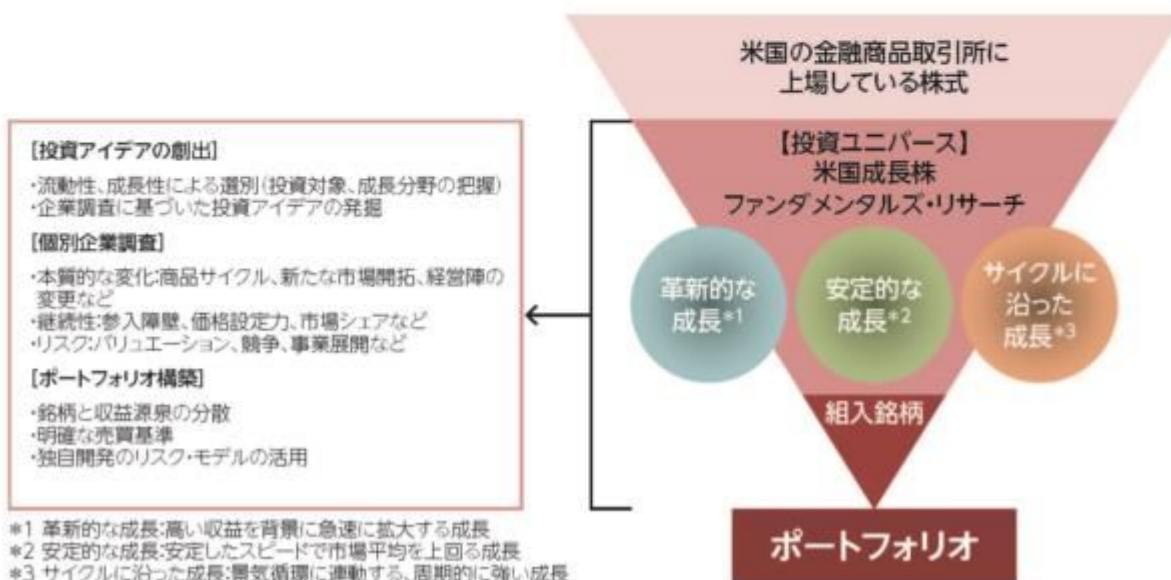 米国の金融商品取引所に
上場している株式
【投資ユニバース】
米国成長株
ファンダメンタルズ・リサーチ
革新的な
成長*1
安定的な
成長*2
サイクルに
沿った
成長*3
組入銘柄
ポートフォリオ
[投資アイデアの創出]
・流動性、成長性による選別(投資対象、成長分野の把握)
・企業調査に基づいた投資アイデアの発掘
[個別企業調査]
・本質的な変化:商品サイクル、新たな市場開拓、経営陣の
変更など
・継続性:参入障壁、価格設定力、市場シェアなど
・リスク:バリュエーション、競争、事業展開など
[ポートフォリオ構築]
・銘柄と収益源泉の分散
・明確な売買基準
・独自開発のリスク・モデルの活用
*1 革新的な成長:高い収益を背景に急速に拡大する成長
*2 安定的な成長:安定したスピードで市場平均を上回る成長
*3 サイクルに沿った成長:景気循環に連動する、周期的に強い成長